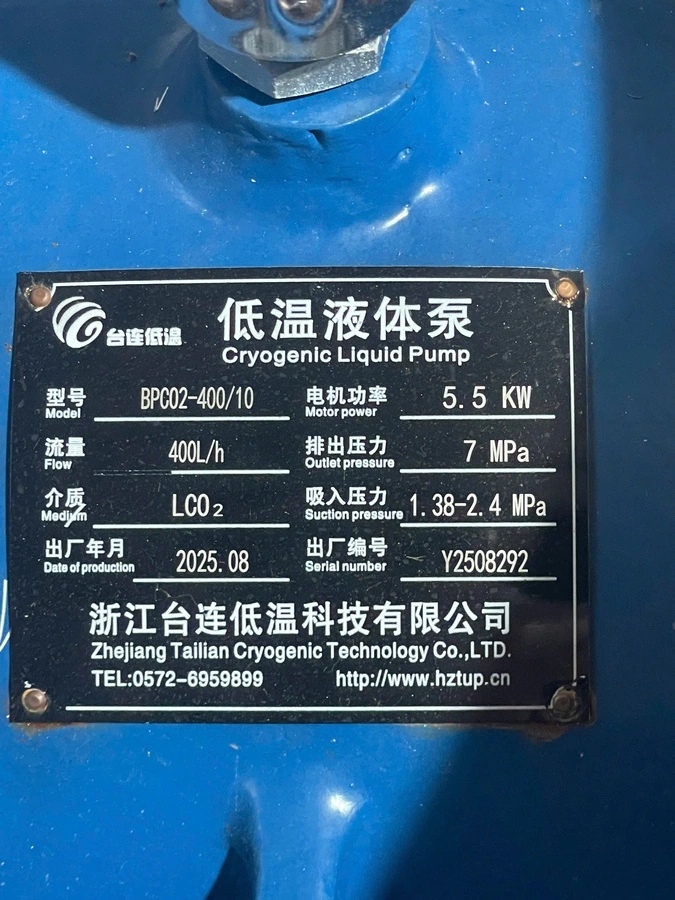 台连低温
低温液体泵
Cryogenic Liquid Pump
型号 BPCO2-400/10 电机功率 5.5 KW
Model Motor power
流量 400L/h 排出压力 7 MPa
Flow Outlet pressure
介质 LCO₂ 吸入压力 1.38-2.4 MPa
Medium Suction pressure
出厂年月 2025.08 出厂编号 Y2508292
Date of production Serial number
浙江台连低温科技有限公司
Zhejiang Tailian Cryogenic Technology Co.,LTD.
TEL:0572-6959899 http://www.hztup.cn